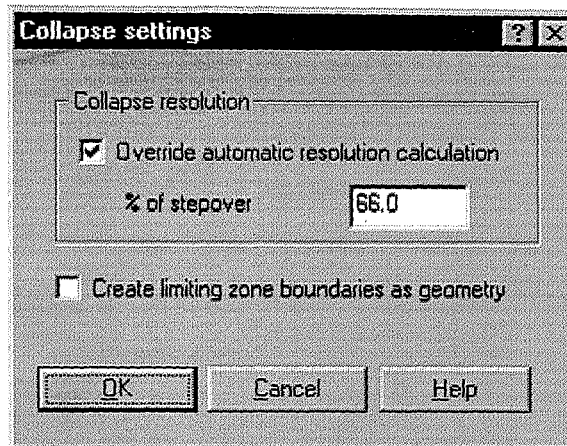 Collapse settings
Collapse resolution
Override automatic resolution calculation
% of stepover 66.0
Create limiting zone boundaries as geometry
OK Cancel Help